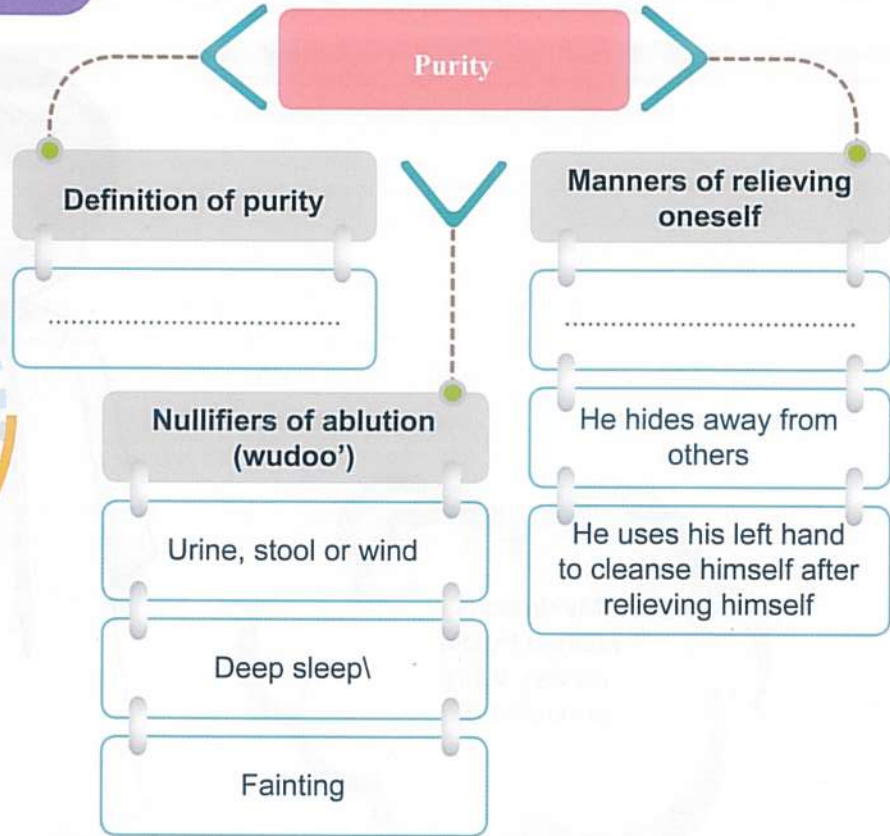 Purity
Definition of purity
......................................
Nullifiers of ablution
(wudoo’)
Urine, stool or wind
Deep sleep\
Fainting
Manners of relieving
oneself
......................................
He hides away from
others
He uses his left hand
to cleanse himself after
relieving himself